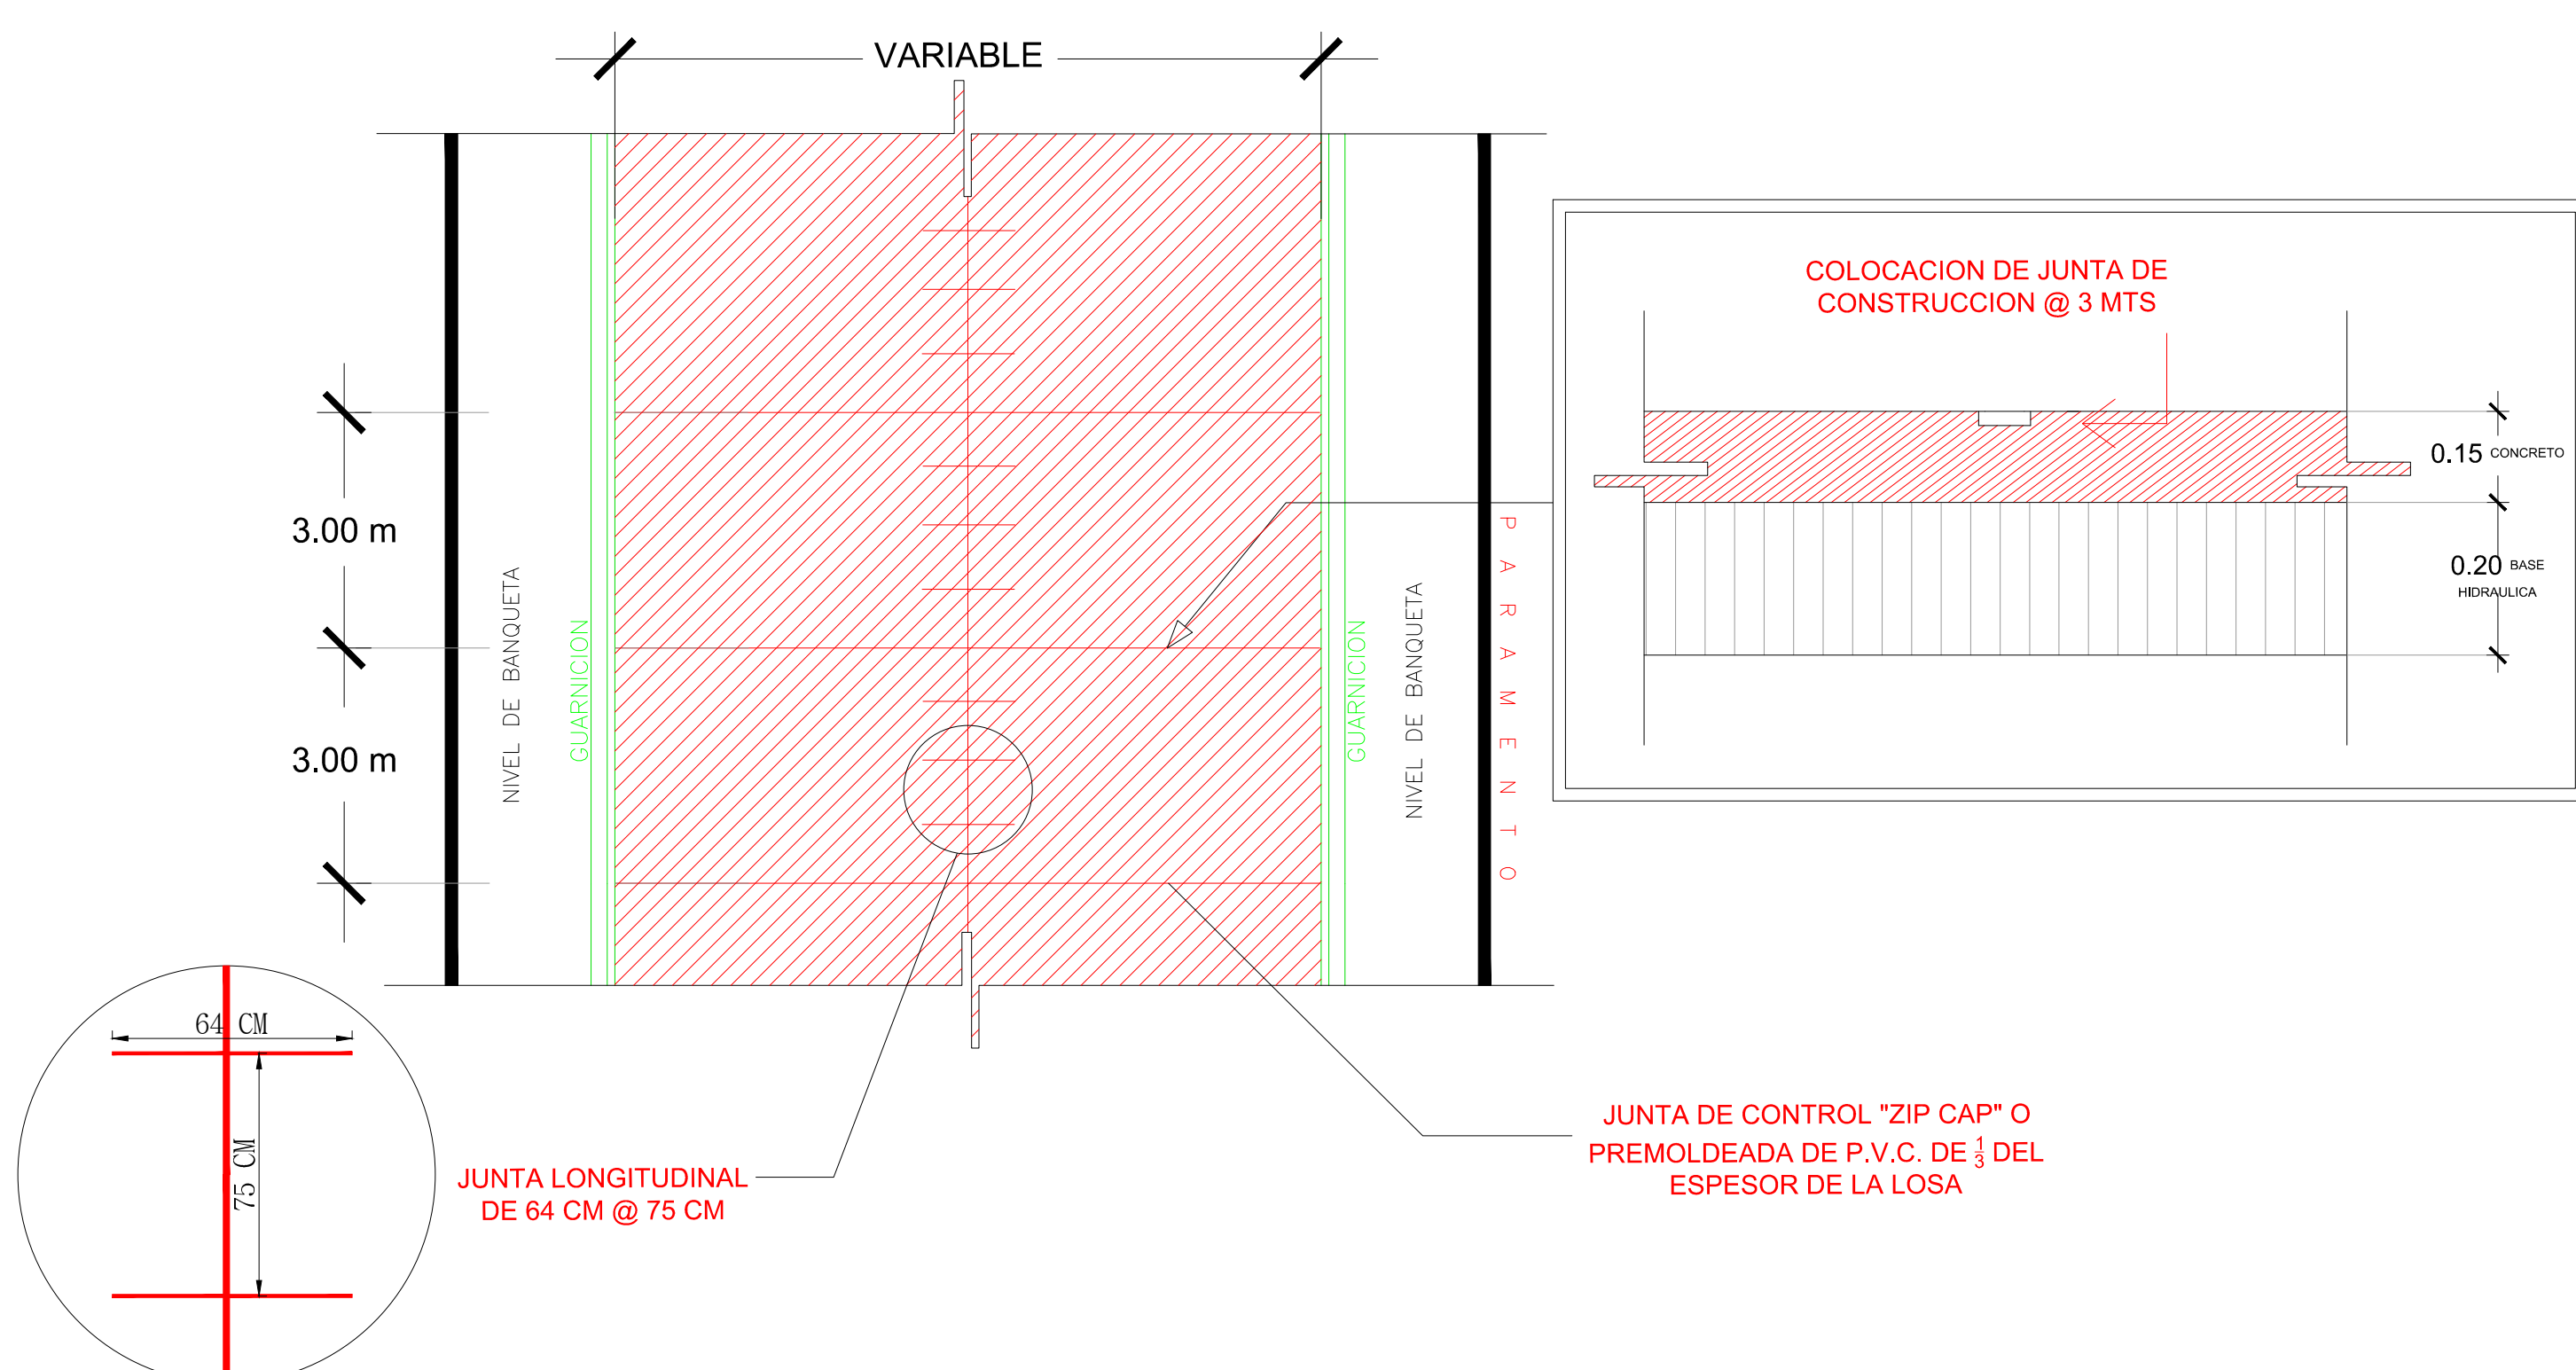 VARIABLE
COLOCACION DE JUNTA DE
CONSTRUCCION @ 3 MTS
0.15 CONCRETO
0.20 BASE
HIDRAULICA
3.00 m
3.00 m
NIVEL DE BANQUETA
GUARNICION
GUARNICION
NIVEL DE BANQUETA
PARAMENTO
64 CM
75 CM
JUNTA LONGITUDINAL
DE 64 CM @ 75 CM
JUNTA DE CONTROL "ZIP CAP" O
PREMOLDEADA DE P.V.C. DE 1/3 DEL
ESPESOR DE LA LOSA